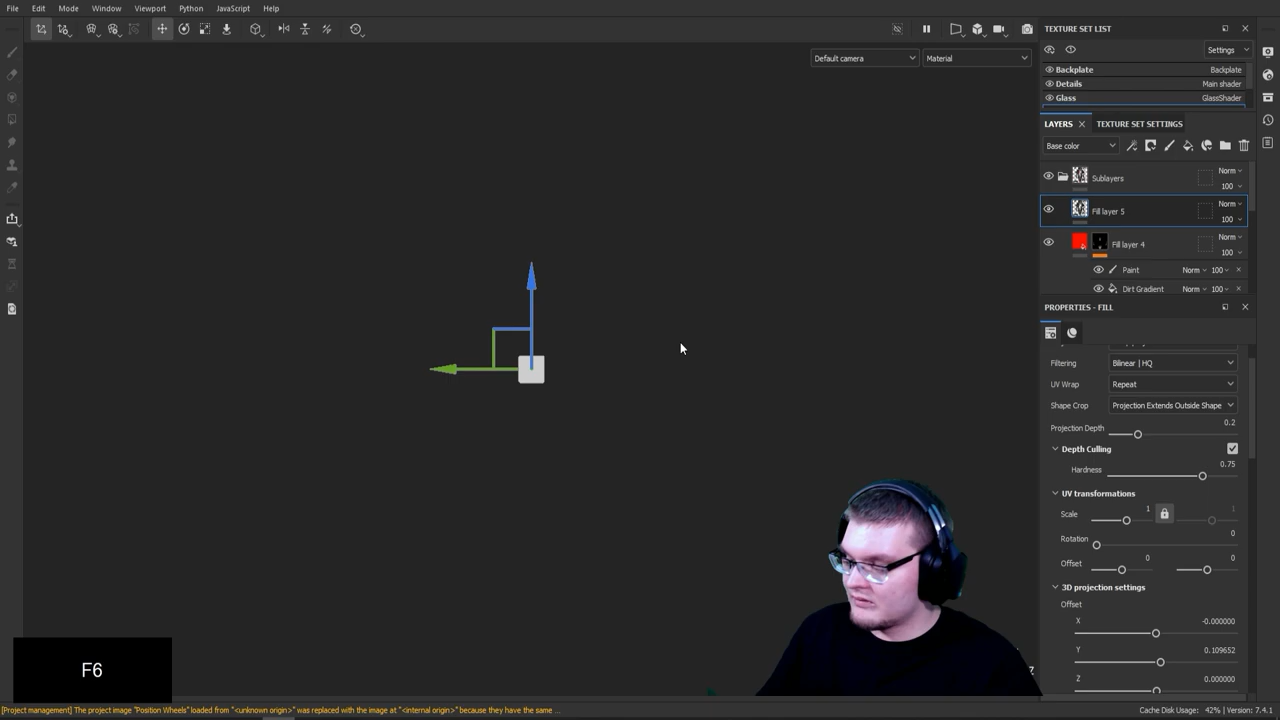 File Edit Mode Window Viewport Python JavaScript Help
TEXTURE SET LIST
Settings
Default camera
Material
Backplate Backplate
Details Main shader
Glass GlassShader
LAYERS TEXTURE SET SETTINGS
Base color
Sublayers Norm
100
Fill layer 5 Norm
100
Fill layer 4 Norm
100
Paint Norm 100
Dirt Gradient Norm 100
PROPERTIES - FILL
Filtering Bilinear | HQ
UV Wrap Repeat
Shape Crop Projection Extends Outside Shape
Projection Depth 0.2
Depth Culling
Hardness 0.75
UV transformations
Scale 1 1
Rotation 0
Offset 0 0
3D projection settings
Offset
X -0.000000
Y 0.109652
Z 0.000000
F6
Z
[Project management] The project image "Position Wheels" loaded from "<unknown origin>" was replaced with the image at "<internal origin>" because they have the same ...
Cache Disk Usage: 42% | Version: 7.4.1